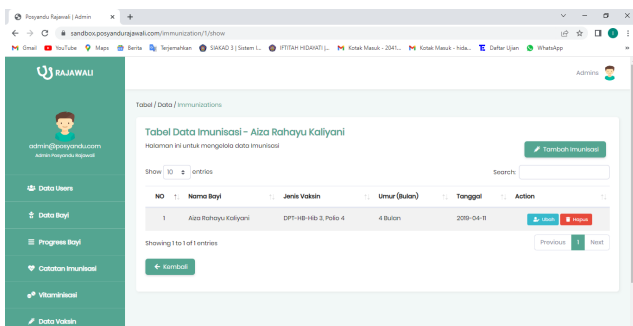 Posyandu Rajawali | Admin
sandbox.posyandurajawali.com/immunization/1/show
Gmail YouTube Maps Berita Terjemahkan SIAKAD 3 | Sistem I... IFTITAH HIDAYATI |... Kotak Masuk - 2041... Kotak Masuk - hida... Daftar Ujian WhatsApp
RAJAWALI
Admins
Tabel / Data / Immunizations
admin@posyandu.com
Admin Posyandu Rajawali
Tabel Data Imunisasi - Aiza Rahayu Kaliyani
Halaman ini untuk mengelola data Imunisasi
Tambah Imunisasi
Show 10 entries
Search:
NO Nama Bayi Jenis Vaksin Umur (Bulan) Tanggal Action
1 Aiza Rahayu Kaliyani DPT-HB-Hib 3, Polio 4 4 Bulan 2019-04-11 Ubah Hapus
Showing 1 to 1 of 1 entries
Previous 1 Next
Kembali
Data Users
Data Bayi
Progress Bayi
Catatan Imunisasi
Vitaminisasi
Data Vaksin